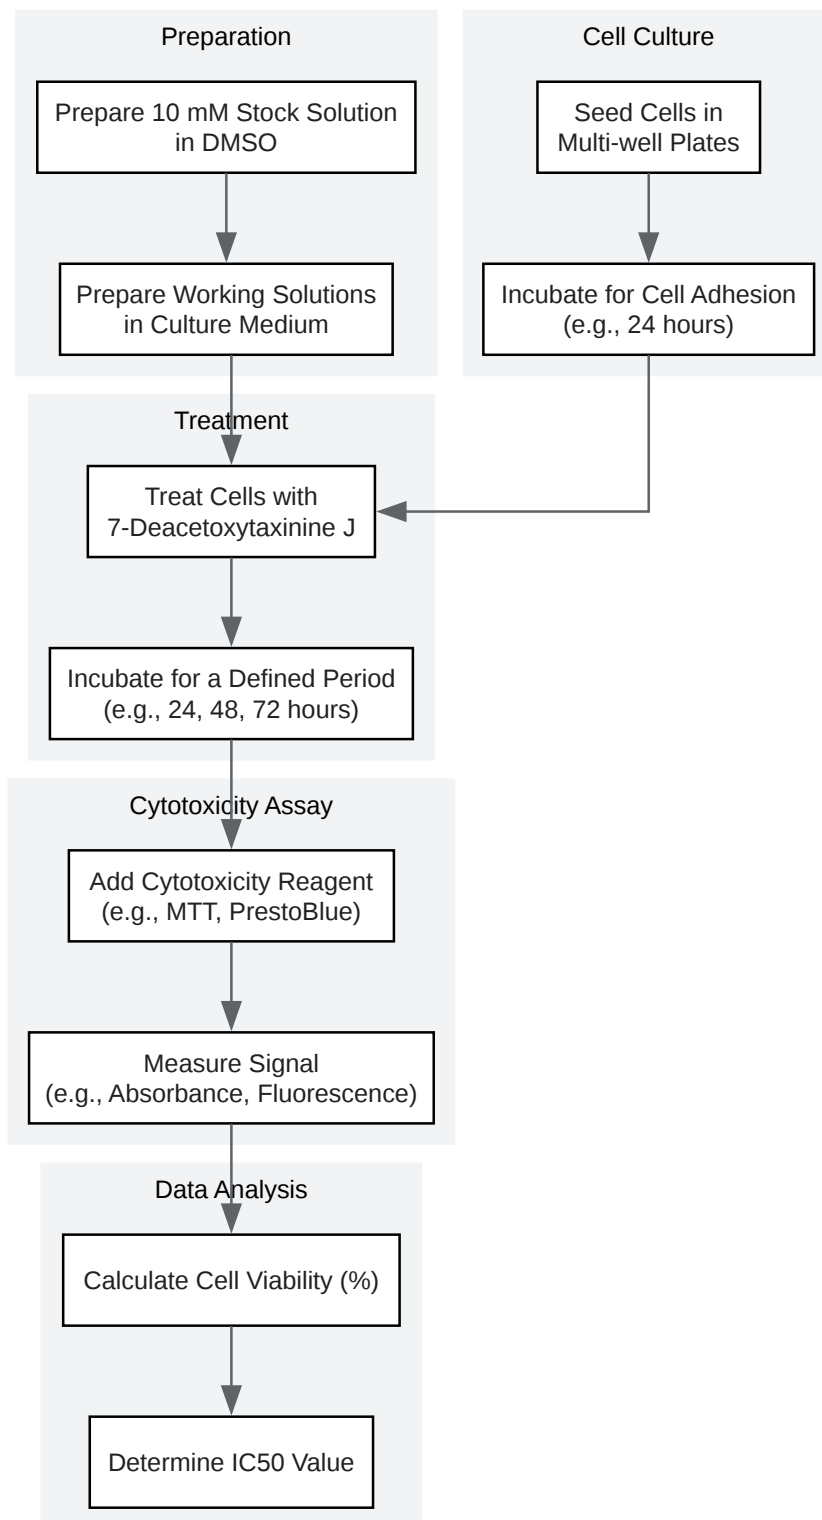 Preparation
Prepare 10 mM Stock Solution
in DMSO
Prepare Working Solutions
in Culture Medium
Cell Culture
Seed Cells in
Multi-well Plates
Incubate for Cell Adhesion
(e.g., 24 hours)
Treatment
Treat Cells with
7-Deacetoxytaxinine J
Incubate for a Defined Period
(e.g., 24, 48, 72 hours)
Cytotoxicity Assay
Add Cytotoxicity Reagent
(e.g., MTT, PrestoBlue)
Measure Signal
(e.g., Absorbance, Fluorescence)
Data Analysis
Calculate Cell Viability (%)
Determine IC50 Value